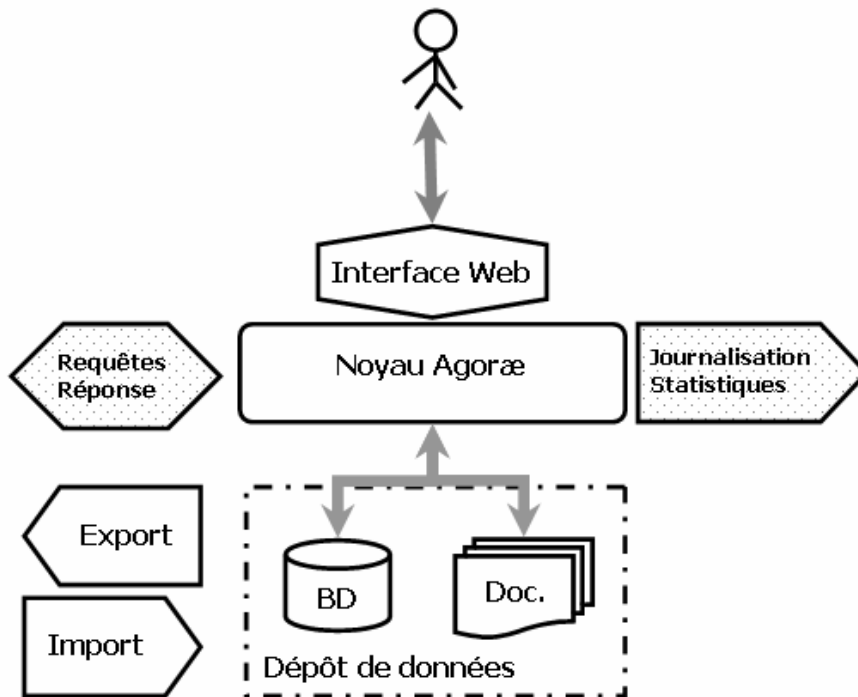 Interface Web
Requêtes
Réponse
Noyau Agoræ
Journalisation
Statistiques
Export
Import
BD
Doc.
Dépôt de données